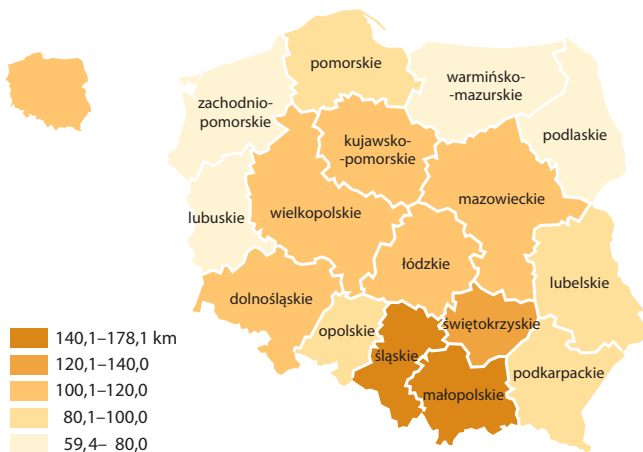 pomorskie
warmińsko-
-mazurskie
zachodnio-
pomorskie
podlaskie
kujawsko-
-pomorskie
mazowieckie
lubuskie
wielkopolskie
łódzkie
lubelskie
dolnośląskie
opolskie
świętokrzyskie
śląskie
podkarpackie
małopolskie
140,1–178,1 km
120,1–140,0
100,1–120,0
80,1–100,0
59,4– 80,0